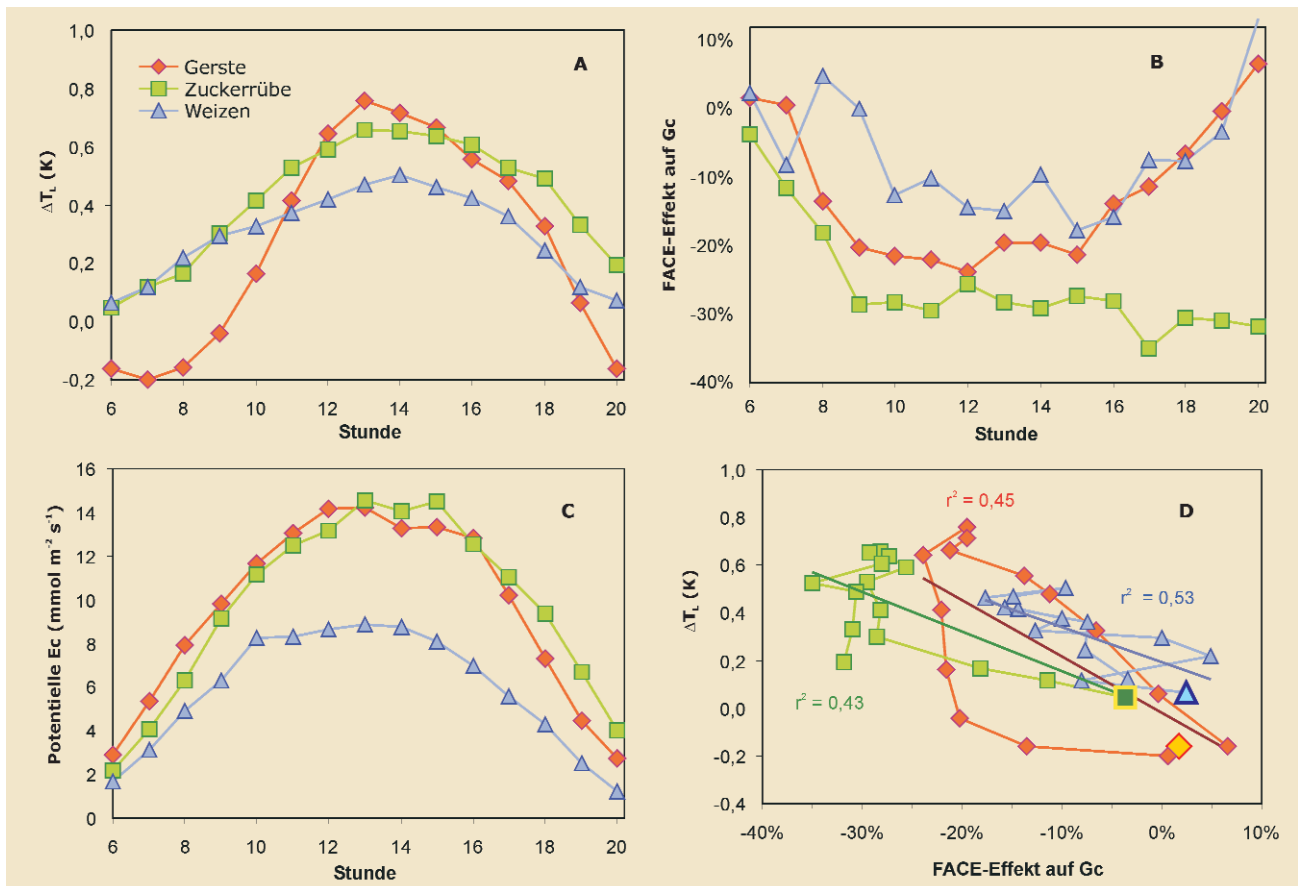 A
Gerste
Zuckerrübe
Weizen
1,0
0,8
0,6
0,4
0,2
0,0
-0,2
ΔT_L (K)
6 8 10 12 14 16 18 20
Stunde
B
10%
0%
-10%
-20%
-30%
-40%
FACE-Effekt auf Gc
6 8 10 12 14 16 18 20
Stunde
C
16
14
12
10
8
6
4
2
0
Potentielle Ec (mmol m⁻² s⁻¹)
6 8 10 12 14 16 18 20
Stunde
D
r² = 0,45
r² = 0,53
r² = 0,43
1,0
0,8
0,6
0,4
0,2
0,0
-0,2
-0,4
ΔT_L (K)
-40% -30% -20% -10% 0% 10%
FACE-Effekt auf Gc